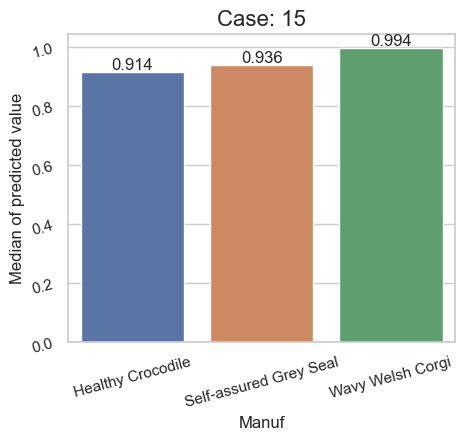 Case: 15
0.914
0.936
0.994
Median of predicted value
1.0
0.8
0.6
0.4
0.2
0.0
Healthy Crocodile
Self-assured Grey Seal
Wavy Welsh Corgi
Manuf